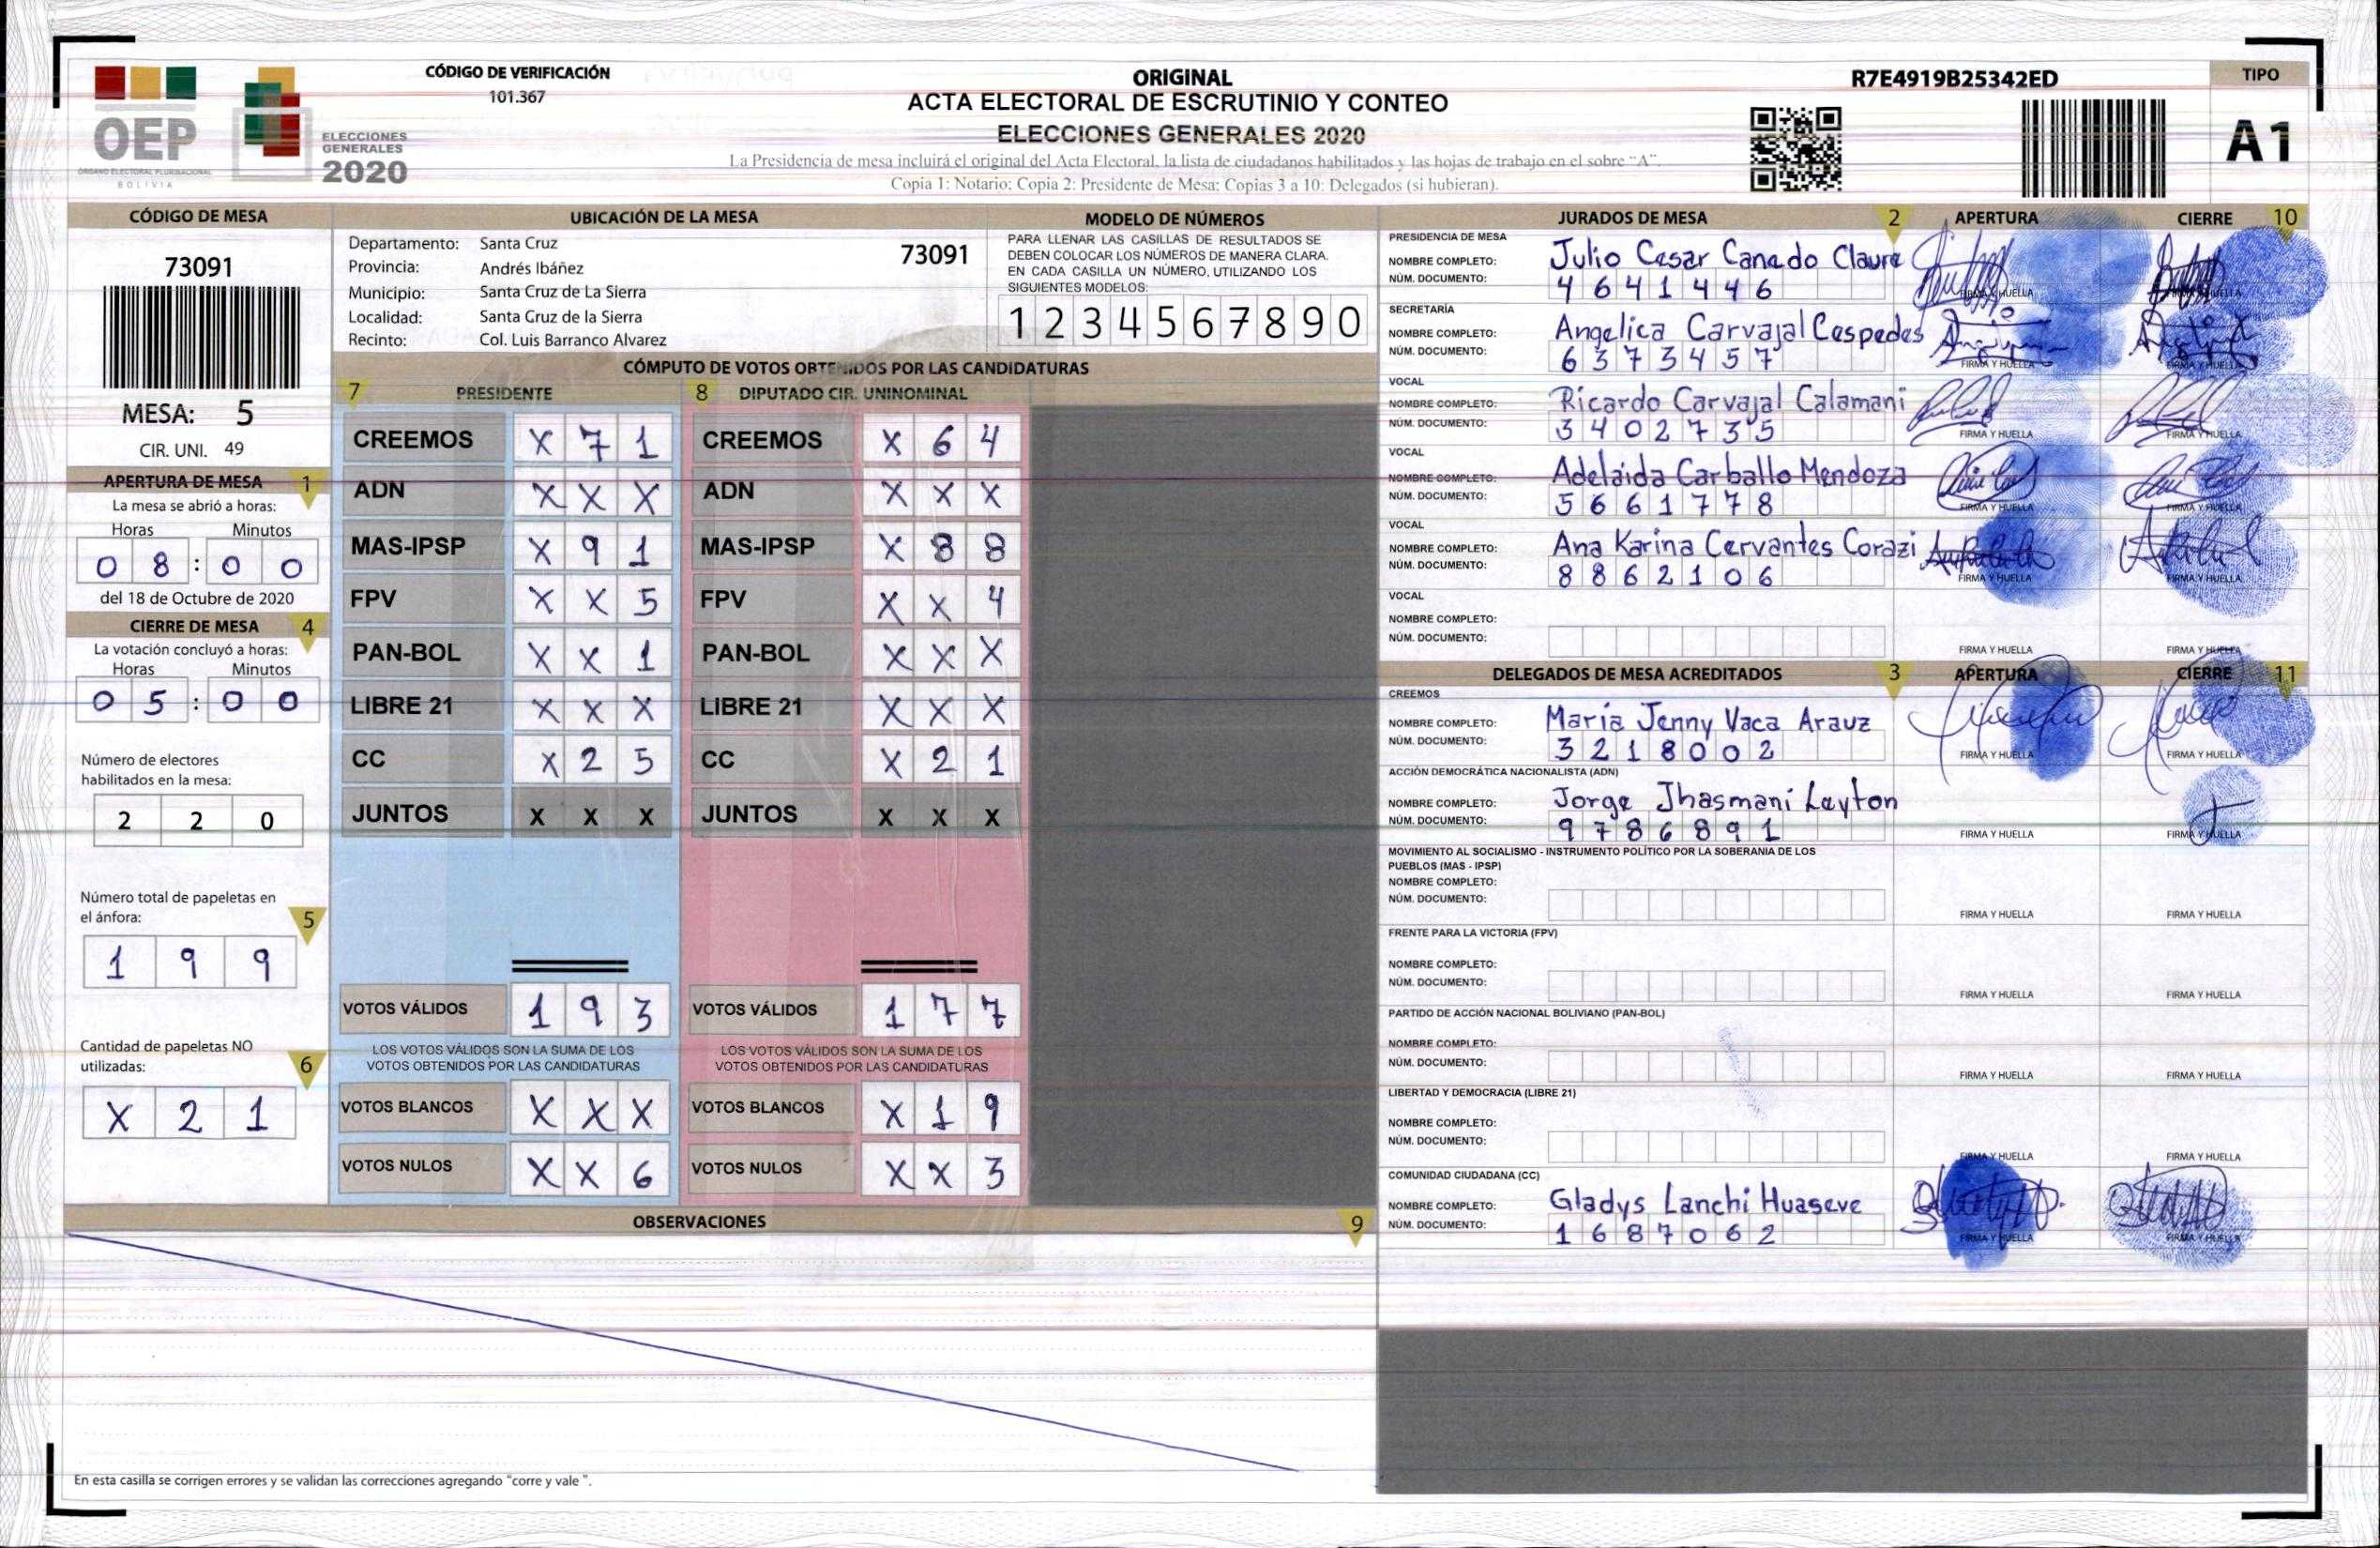 CÓDIGO DE VERIFICACIÓN
101.367
OEP
ÓRGANO ELECTORAL PLURINACIONAL
BOLIVIA
ELECCIONES
GENERALES
2020
ORIGINAL
ACTA ELECTORAL DE ESCRUTINIO Y CONTEO
ELECCIONES GENERALES 2020
La Presidencia de mesa incluirá el original del Acta Electoral, la lista de ciudadanos habilitados y las hojas de trabajo en el sobre "A".
Copia 1: Notario; Copia 2: Presidente de Mesa; Copias 3 a 10: Delegados (si hubieran).
R7E4919B25342ED
TIPO
A1
CÓDIGO DE MESA
73091
MESA: 5
CIR. UNI. 49
APERTURA DE MESA 1
La mesa se abrió a horas:
Horas Minutos
0 8 : 0 0
del 18 de Octubre de 2020
CIERRE DE MESA 4
La votación concluyó a horas:
Horas Minutos
0 5 : 0 0
Número de electores
habilitados en la mesa:
2 2 0
Número total de papeletas en
el ánfora: 5
1 9 9
Cantidad de papeletas NO
utilizadas: 6
X 2 1
UBICACIÓN DE LA MESA
Departamento: Santa Cruz 73091
Provincia: Andrés Ibáñez
Municipio: Santa Cruz de La Sierra
Localidad: Santa Cruz de la Sierra
Recinto: Col. Luis Barranco Alvarez
MODELO DE NÚMEROS
PARA LLENAR LAS CASILLAS DE RESULTADOS SE
DEBEN COLOCAR LOS NÚMEROS DE MANERA CLARA.
EN CADA CASILLA UN NÚMERO, UTILIZANDO LOS
SIGUIENTES MODELOS:
1 2 3 4 5 6 7 8 9 0
CÓMPUTO DE VOTOS OBTENIDOS POR LAS CANDIDATURAS
7 PRESIDENTE 8 DIPUTADO CIR. UNINOMINAL
CREEMOS X 7 1 CREEMOS X 6 4
ADN X X X ADN X X X
MAS-IPSP X 9 1 MAS-IPSP X 8 8
FPV X X 5 FPV X X 4
PAN-BOL X X 1 PAN-BOL X X X
LIBRE 21 X X X LIBRE 21 X X X
CC X 2 5 CC X 2 1
JUNTOS X X X JUNTOS X X X
VOTOS VÁLIDOS 1 9 3 VOTOS VÁLIDOS 1 7 7
LOS VOTOS VÁLIDOS SON LA SUMA DE LOS LOS VOTOS VÁLIDOS SON LA SUMA DE LOS
VOTOS OBTENIDOS POR LAS CANDIDATURAS VOTOS OBTENIDOS POR LAS CANDIDATURAS
VOTOS BLANCOS X X X VOTOS BLANCOS X 1 9
VOTOS NULOS X X 6 VOTOS NULOS X X 3
OBSERVACIONES 9
En esta casilla se corrigen errores y se validan las correcciones agregando "corre y vale ".
JURADOS DE MESA 2 APERTURA CIERRE 10
PRESIDENCIA DE MESA
NOMBRE COMPLETO: Julio Cesar Canedo Claure
NÚM. DOCUMENTO: 4641446
FIRMA Y HUELLA FIRMA Y HUELLA
SECRETARÍA
NOMBRE COMPLETO: Angelica Carvajal Cespedes
NÚM. DOCUMENTO: 6373457
FIRMA Y HUELLA FIRMA Y HUELLA
VOCAL
NOMBRE COMPLETO: Ricardo Carvajal Calamani
NÚM. DOCUMENTO: 3402735
FIRMA Y HUELLA FIRMA Y HUELLA
VOCAL
NOMBRE COMPLETO: Adelaida Carballo Mendoza
NÚM. DOCUMENTO: 5661778
FIRMA Y HUELLA FIRMA Y HUELLA
VOCAL
NOMBRE COMPLETO: Ana Karina Cervantes Corazi
NÚM. DOCUMENTO: 8862106
FIRMA Y HUELLA FIRMA Y HUELLA
VOCAL
NOMBRE COMPLETO:
NÚM. DOCUMENTO:
FIRMA Y HUELLA FIRMA Y HUELLA
DELEGADOS DE MESA ACREDITADOS 3 APERTURA CIERRE 11
CREEMOS
NOMBRE COMPLETO: Maria Jenny Vaca Arauz
NÚM. DOCUMENTO: 3218002
FIRMA Y HUELLA FIRMA Y HUELLA
ACCIÓN DEMOCRÁTICA NACIONALISTA (ADN)
NOMBRE COMPLETO: Jorge Jhasmani Leyton
NÚM. DOCUMENTO: 9786891
FIRMA Y HUELLA FIRMA Y HUELLA
MOVIMIENTO AL SOCIALISMO - INSTRUMENTO POLÍTICO POR LA SOBERANIA DE LOS
PUEBLOS (MAS - IPSP)
NOMBRE COMPLETO:
NÚM. DOCUMENTO:
FIRMA Y HUELLA FIRMA Y HUELLA
FRENTE PARA LA VICTORIA (FPV)
NOMBRE COMPLETO:
NÚM. DOCUMENTO:
FIRMA Y HUELLA FIRMA Y HUELLA
PARTIDO DE ACCIÓN NACIONAL BOLIVIANO (PAN-BOL)
NOMBRE COMPLETO:
NÚM. DOCUMENTO:
FIRMA Y HUELLA FIRMA Y HUELLA
LIBERTAD Y DEMOCRACIA (LIBRE 21)
NOMBRE COMPLETO:
NÚM. DOCUMENTO:
FIRMA Y HUELLA FIRMA Y HUELLA
COMUNIDAD CIUDADANA (CC)
NOMBRE COMPLETO: Gladys Lanchi Huaseve
NÚM. DOCUMENTO: 1687062
FIRMA Y HUELLA FIRMA Y HUELLA